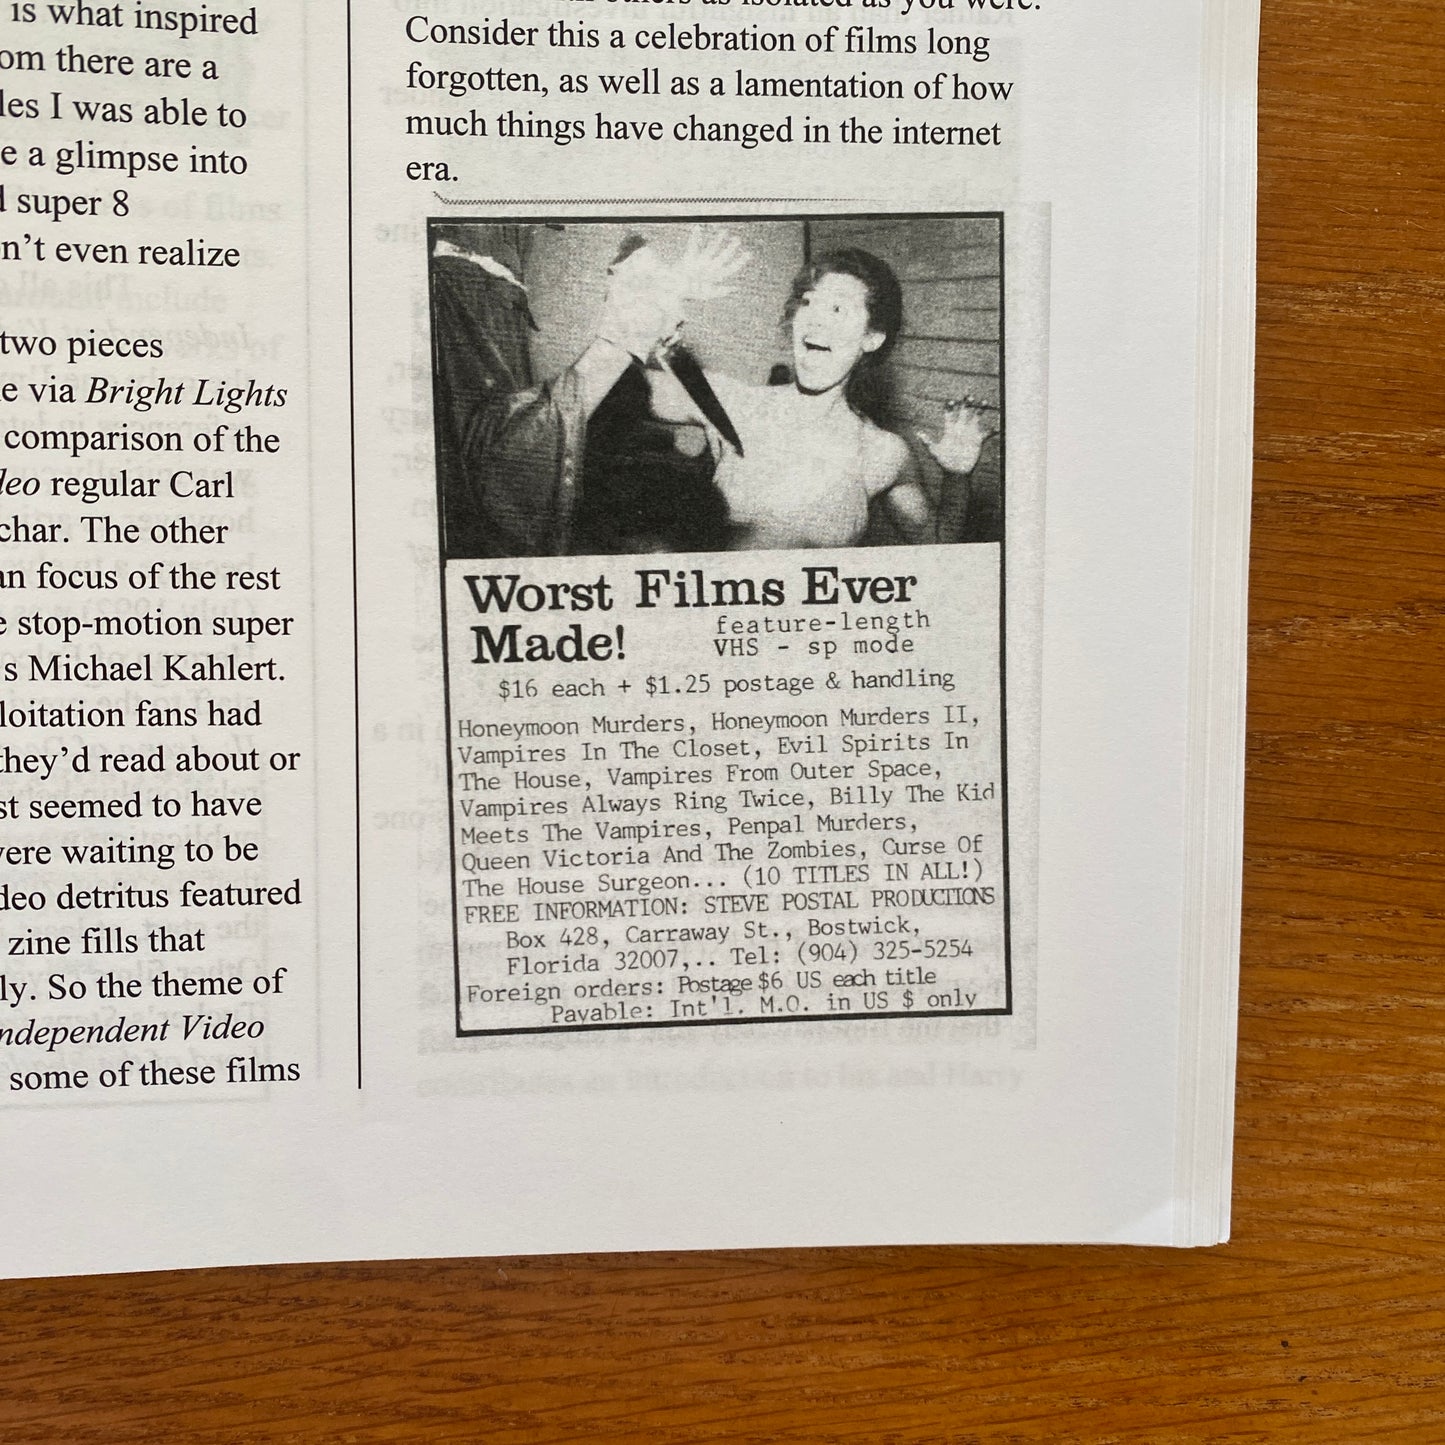 is what inspired
om there are a
les I was able to
e a glimpse into
super 8
n't even realize
two pieces
e via Bright Lights
comparison of the
deo regular Carl
char. The other
an focus of the rest
e stop-motion super
s Michael Kahlert.
loitation fans had
they'd read about or
st seemed to have
were waiting to be
deo detritus featured
zine fills that
ly. So the theme of
ndependent Video
some of these films
others as isolated as you were.
Consider this a celebration of films long
forgotten, as well as a lamentation of how
much things have changed in the internet
era.
Worst Films Ever
Made!
feature-length
VHS - sp mode
$16 each + $1.25 postage & handling
Honeymoon Murders, Honeymoon Murders II,
Vampires In The Closet, Evil Spirits In
The House, Vampires From Outer Space,
Vampires Always Ring Twice, Billy The Kid
Meets The Vampires, Penpal Murders,
Queen Victoria And The Zombies, Curse Of
The House Surgeon... (10 TITLES IN ALL!)
FREE INFORMATION: STEVE POSTAL PRODUCTIONS
Box 428, Carraway St., Bostwick,
Florida 32007,.. Tel: (904) 325-5254
Foreign orders: Postage $6 US each title
Payable: Int'l. M.O. in US $ only